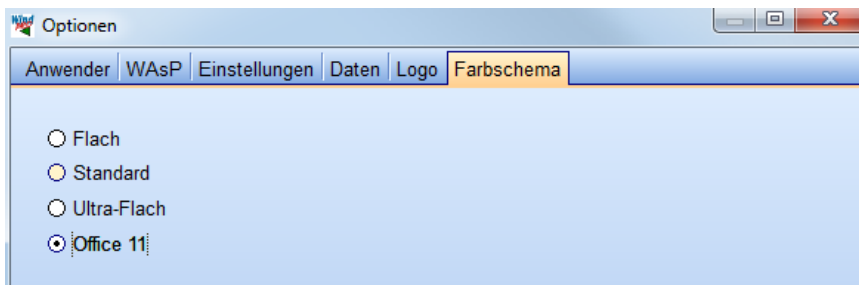 Optionen
Anwender WAsP Einstellungen Daten Logo Farbschema
Flach
Standard
Ultra-Flach
Office 11